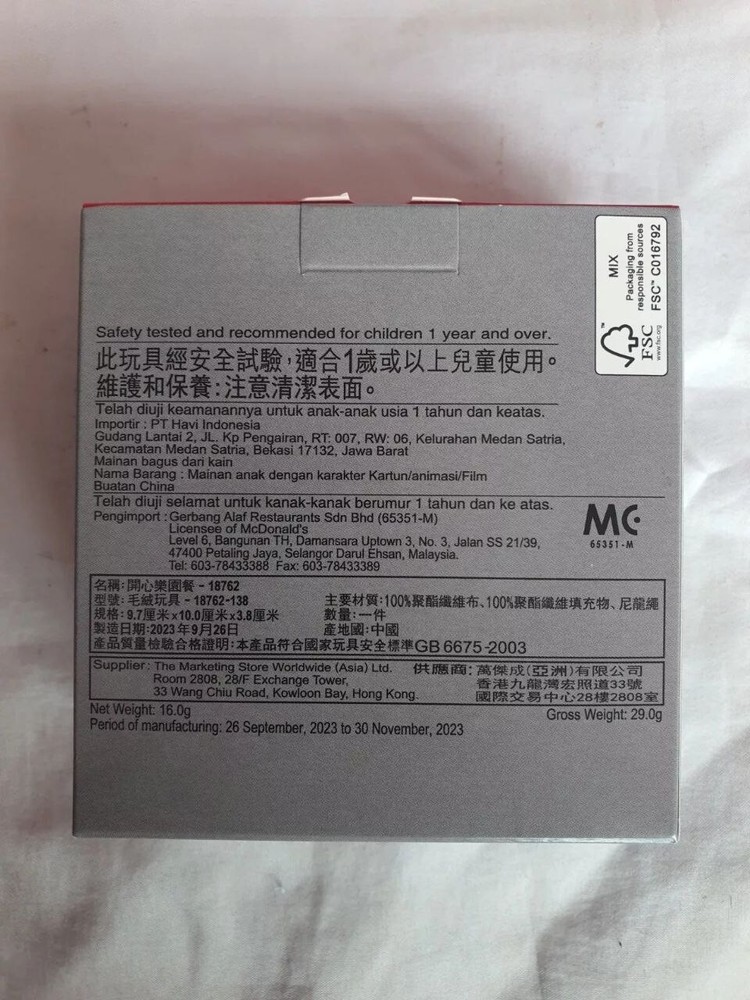 MIX
Packaging from
responsible sources
FSC™ C016792
FSC
www.fsc.org
Safety tested and recommended for children 1 year and over.
此玩具經安全試驗,適合1歲或以上兒童使用。
維護和保養:注意清潔表面。
Telah diuji keamanannya untuk anak-anak usia 1 tahun dan keatas.
Importir : PT Havi Indonesia
Gudang Lantai 2, JL. Kp Pengairan, RT: 007, RW: 06, Kelurahan Medan Satria,
Kecamatan Medan Satria, Bekasi 17132, Jawa Barat
Mainan bagus dari kain
Nama Barang : Mainan anak dengan karakter Kartun/animasi/Film
Buatan China
Telah diuji selamat untuk kanak-kanak berumur 1 tahun dan ke atas.
Pengimport : Gerbang Alaf Restaurants Sdn Bhd (65351-M)
Licensee of McDonald's
Level 6, Bangunan TH, Damansara Uptown 3, No. 3, Jalan SS 21/39,
47400 Petaling Jaya, Selangor Darul Ehsan, Malaysia.
Tel: 603-78433388 Fax: 603-78433389
MC
65351-M
名稱:開心樂園餐 - 18762
型號:毛絨玩具 - 18762-138 主要材質:100%聚酯纖維布、100%聚酯纖維填充物、尼龍繩
規格:9.7厘米x10.0厘米x3.8厘米 數量:一件
製造日期:2023年9月26日 產地國:中國
產品質量檢驗合格證明:本產品符合國家玩具安全標準GB 6675-2003
Supplier: The Marketing Store Worldwide (Asia) Ltd. 供應商:萬傑成(亞洲)有限公司
Room 2808, 28/F Exchange Tower, 香港九龍灣宏照道33號
33 Wang Chiu Road, Kowloon Bay, Hong Kong. 國際交易中心28樓2808室
Net Weight: 16.0g Gross Weight: 29.0g
Period of manufacturing: 26 September, 2023 to 30 November, 2023